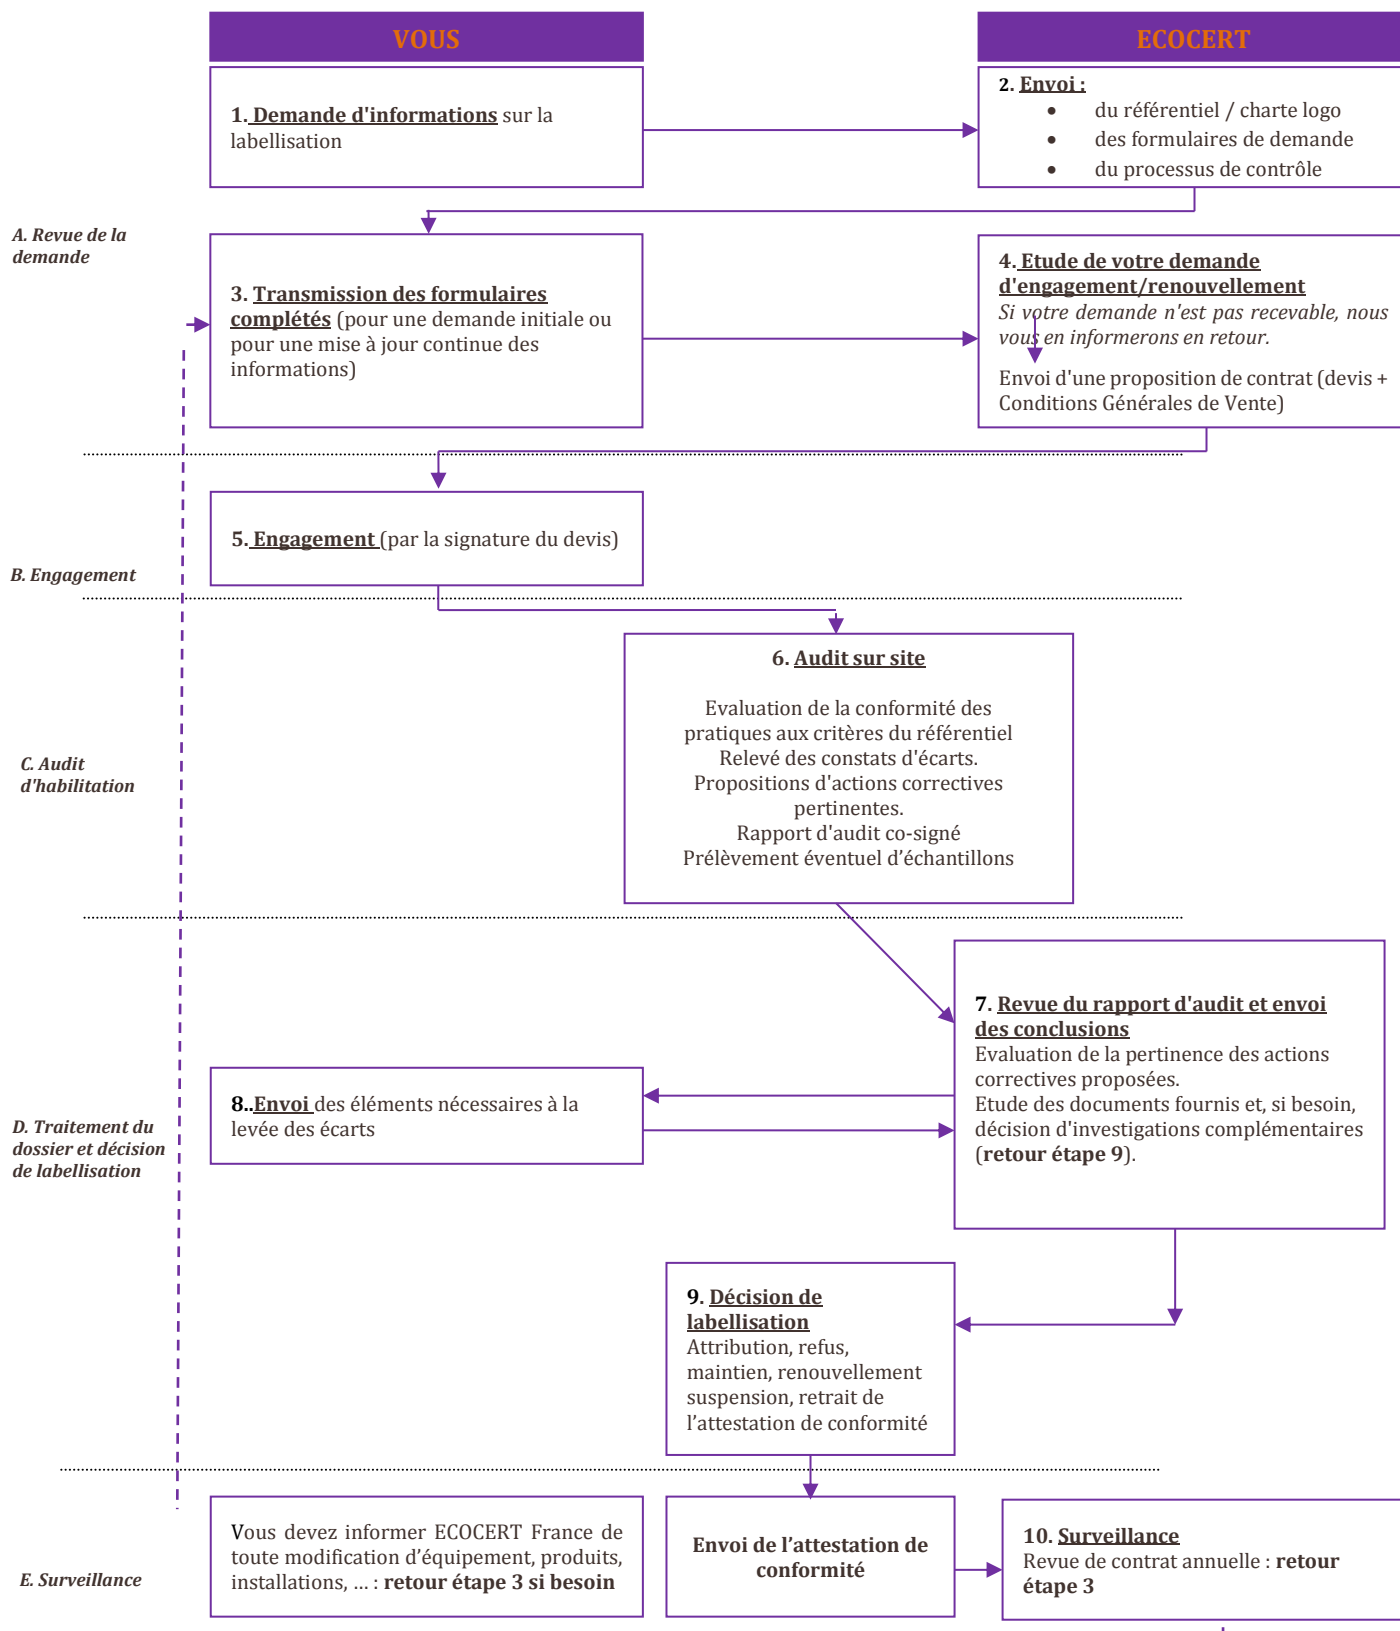 VOUS
ECOCERT
1. Demande d'informations sur la
labellisation
2. Envoi :
• du référentiel / charte logo
• des formulaires de demande
• du processus de contrôle
A. Revue de la
demande
3. Transmission des formulaires
complétés (pour une demande initiale ou
pour une mise à jour continue des
informations)
4. Etude de votre demande
d'engagement/renouvellement
Si votre demande n'est pas recevable, nous
vous en informerons en retour.
Envoi d'une proposition de contrat (devis +
Conditions Générales de Vente)
5. Engagement (par la signature du devis)
B. Engagement
6. Audit sur site
Evaluation de la conformité des
pratiques aux critères du référentiel
Relevé des constats d'écarts.
Propositions d'actions correctives
pertinentes.
Rapport d'audit co-signé
Prélèvement éventuel d’échantillons
C. Audit
d'habilitation
7. Revue du rapport d'audit et envoi
des conclusions
Evaluation de la pertinence des actions
correctives proposées.
Etude des documents fournis et, si besoin,
décision d'investigations complémentaires
(retour étape 9).
8..Envoi des éléments nécessaires à la
levée des écarts
D. Traitement du
dossier et décision
de labellisation
9. Décision de
labellisation
Attribution, refus,
maintien, renouvellement
suspension, retrait de
l’attestation de conformité
Vous devez informer ECOCERT France de
toute modification d’équipement, produits,
installations, … : retour étape 3 si besoin
Envoi de l’attestation de
conformité
10. Surveillance
Revue de contrat annuelle : retour
étape 3
E. Surveillance